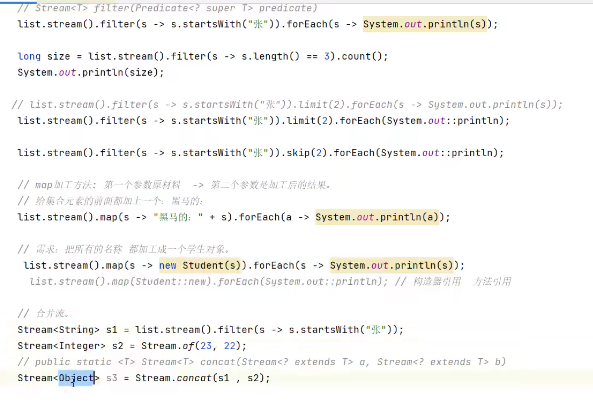 // Stream<T> filter(Predicate<? super T> predicate)
list.stream().filter(s -> s.startsWith("张")).forEach(s -> System.out.println(s));
long size = list.stream().filter(s -> s.length() == 3).count();
System.out.println(size);
// list.stream().filter(s -> s.startsWith("张")).limit(2).forEach(s -> System.out.println(s));
list.stream().filter(s -> s.startsWith("张")).limit(2).forEach(System.out::println);
list.stream().filter(s -> s.startsWith("张")).skip(2).forEach(System.out::println);
// map加工方法: 第一个参数原材料  -> 第二个参数是加工后的结果。
// 给集合元素的前面都加上一个：黑马的：
list.stream().map(s -> "黑马的：" + s).forEach(a -> System.out.println(a));
// 需求：把所有的名称 都加工成一个学生对象。
list.stream().map(s -> new Student(s)).forEach(s -> System.out.println(s));
list.stream().map(Student::new).forEach(System.out::println); // 构造器引用  方法引用
// 合并流。
Stream<String> s1 = list.stream().filter(s -> s.startsWith("张"));
Stream<Integer> s2 = Stream.of(23, 22);
// public static <T> Stream<T> concat(Stream<? extends T> a, Stream<? extends T> b)
Stream<Object> s3 = Stream.concat(s1 , s2);